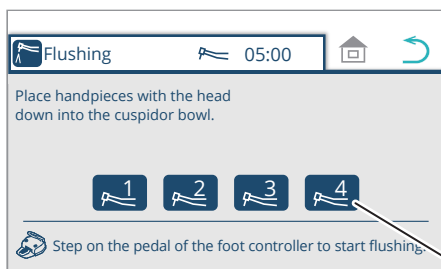 Flushing 05:00
Place handpieces with the head
down into the cuspidor bowl.
1 2 3 4
Step on the pedal of the foot controller to start flushing.